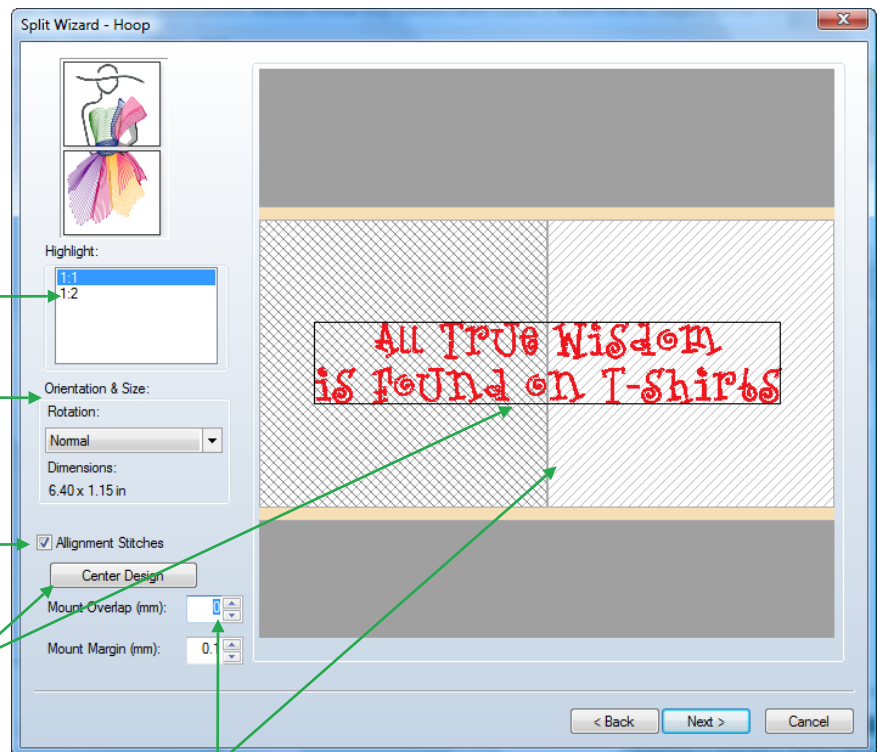 Split Wizard - Hoop
Highlight:
1:1
1:2
Orientation & Size:
Rotation:
Normal
Dimensions:
6.40 x 1.15 in
Allignment Stitches
Center Design
Mount Overlap (mm):
0
Mount Margin (mm):
0.1
All True Wisdom
is Found on T-Shirts
< Back
Next >
Cancel